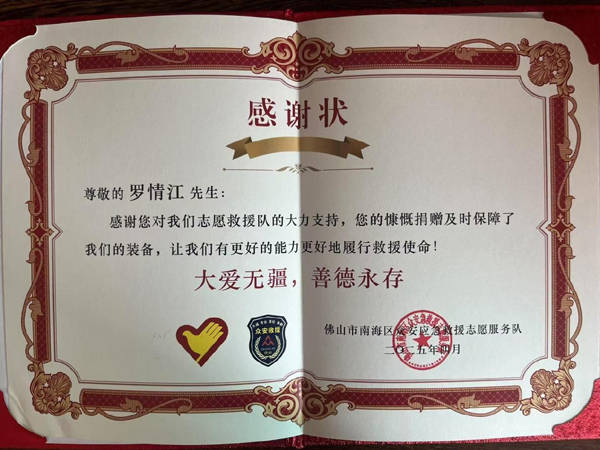 感谢状
尊敬的 罗情江 先生：
感谢您对我们志愿救援队的大力支持，您的慷慨捐赠及时保障了
我们的装备，让我们有更好的能力更好地履行救援使命！
大爱无疆，善德永存
众安救援
佛山市南海区众安应急救援志愿服务队
二〇二五年四月